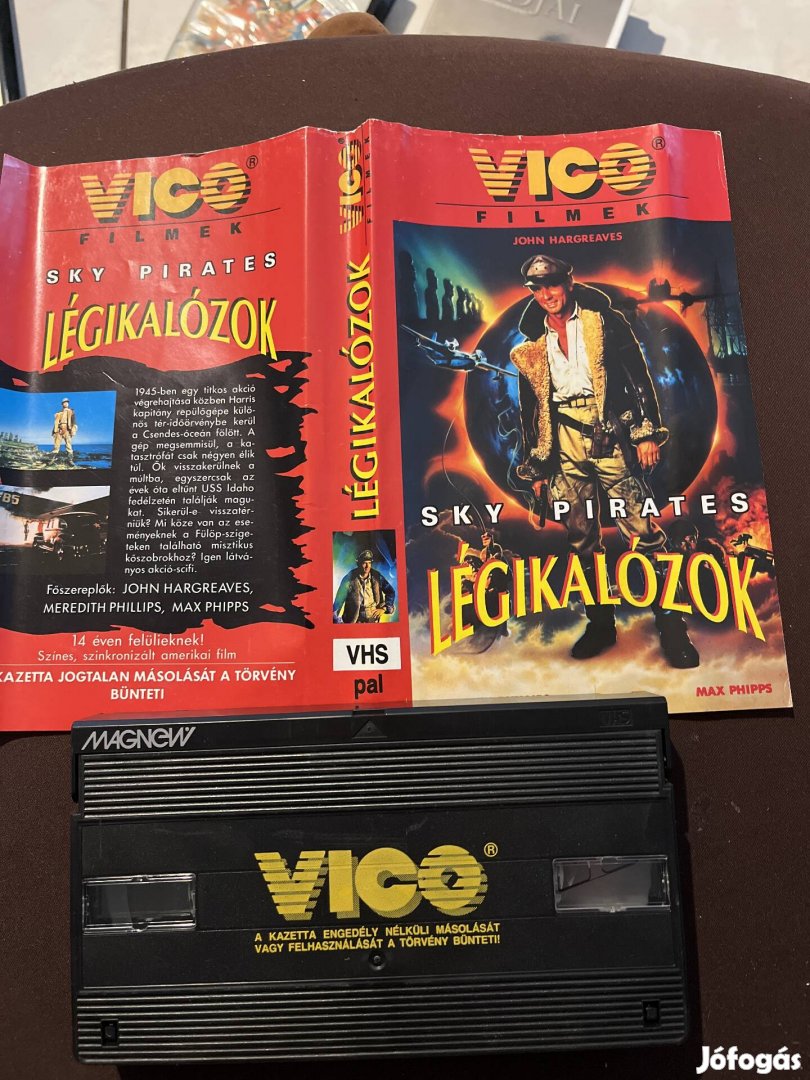 VICO®
FILMEK
SKY PIRATES
LÉGIKALÓZOK
1945-ben egy titkos akció
végrehajtása közben Harris
kapitány repülőgépe külö-
nös tér-időörvénybe kerül
a Csendes-óceán fölött. A
gép megsemmisül, a ka-
tasztrófát csak négyen élik
túl. Ők visszakerülnek a
múltba, egyszercsak az
évek óta eltűnt USS Idaho
fedélzetén találják magu-
kat. Sikerül-e visszatér-
niük? Mi köze van az ese-
ményeknek a Fülöp-szige-
teken található misztikus
kőszobrokhoz? Igen látvá-
nyos akció-scifi.
Főszereplők: JOHN HARGREAVES,
MEREDITH PHILLIPS, MAX PHIPPS
14 éven felülieknek!
Színes, szinkronizált amerikai film
KAZETTA JOGTALAN MÁSOLÁSÁT A TÖRVÉNY
BÜNTETI
VICO®
FILMEK
LÉGIKALÓZOK
VHS
pal
VICO®
FILMEK
JOHN HARGREAVES
SKY PIRATES
LÉGIKALÓZOK
MAX PHIPPS
MAGNEW
VHS
VICO®
A KAZETTA ENGEDÉLY NÉLKÜLI MÁSOLÁSÁT
VAGY FELHASZNÁLÁSÁT A TÖRVÉNY BÜNTETI!
Jófogás